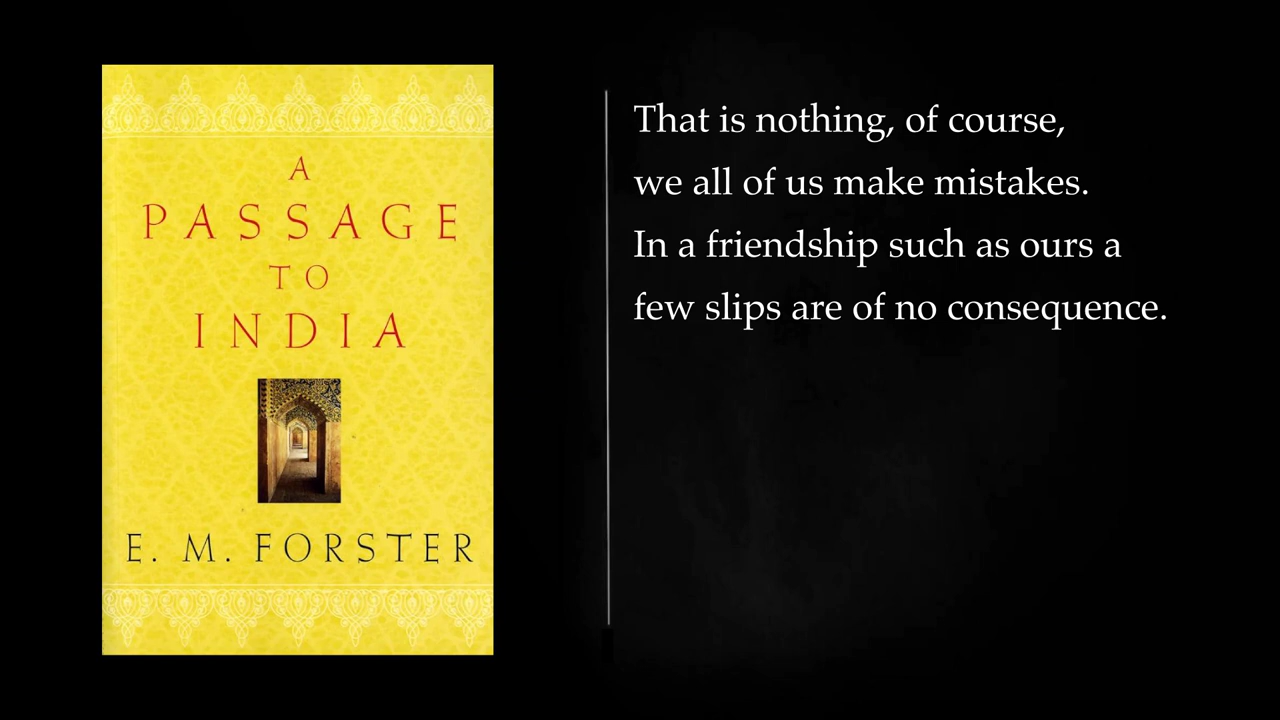 A
PASSAGE
TO
INDIA
E. M. FORSTER
That is nothing, of course,
we all of us make mistakes.
In a friendship such as ours a
few slips are of no consequence.